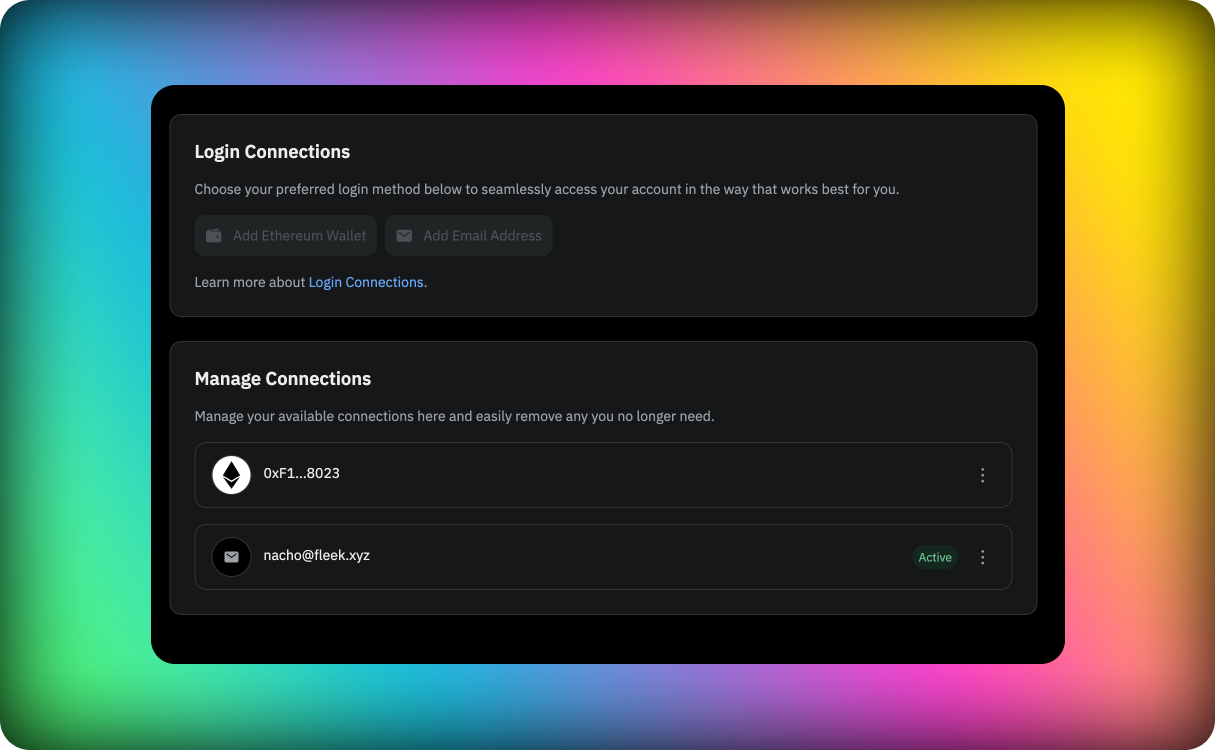 Login Connections
Choose your preferred login method below to seamlessly access your account in the way that works best for you.
Add Ethereum Wallet
Add Email Address
Learn more about Login Connections.
Manage Connections
Manage your available connections here and easily remove any you no longer need.
0xF1...8023
nacho@fleek.xyz
Active